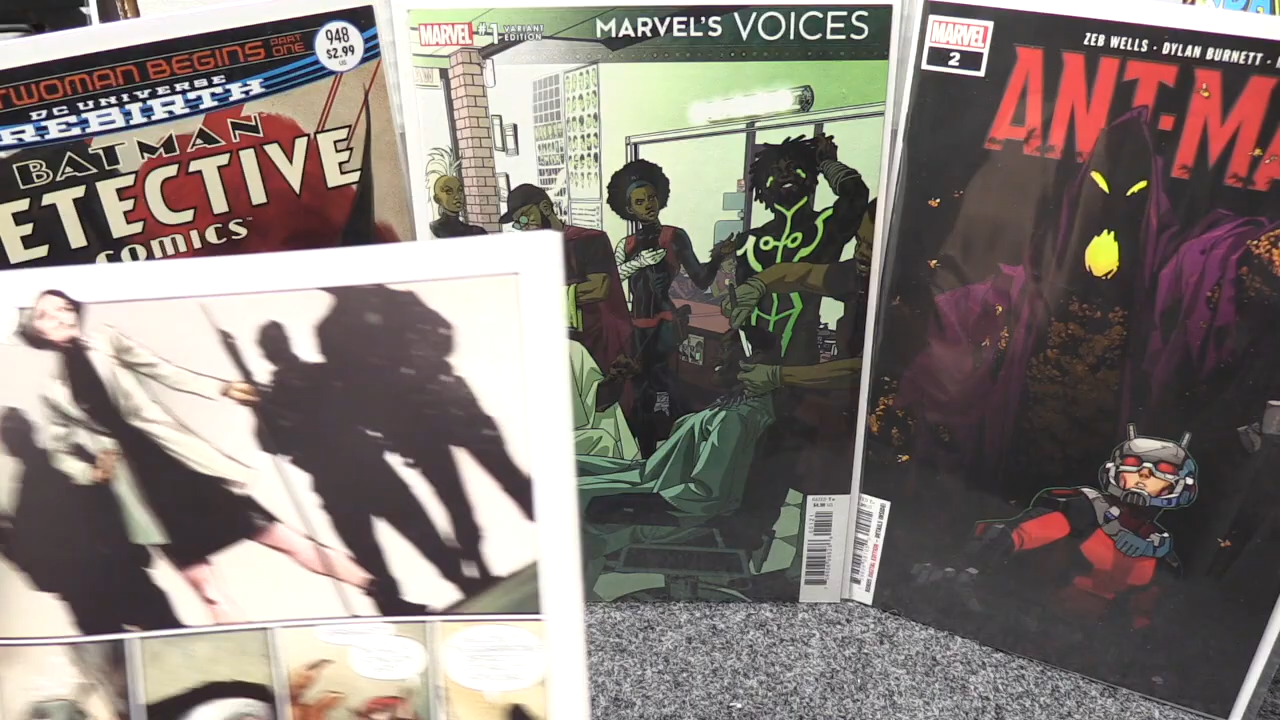 TWOMAN BEGINS PART ONE
948
$2.99
US
DC UNIVERSE
REBIRTH
BATMAN
ETECTIVE
COMICS
MARVEL #1 VARIANT EDITION
MARVEL'S VOICES
MARVEL
2
ZEB WELLS · DYLAN BURNETT ·
ANT-MA